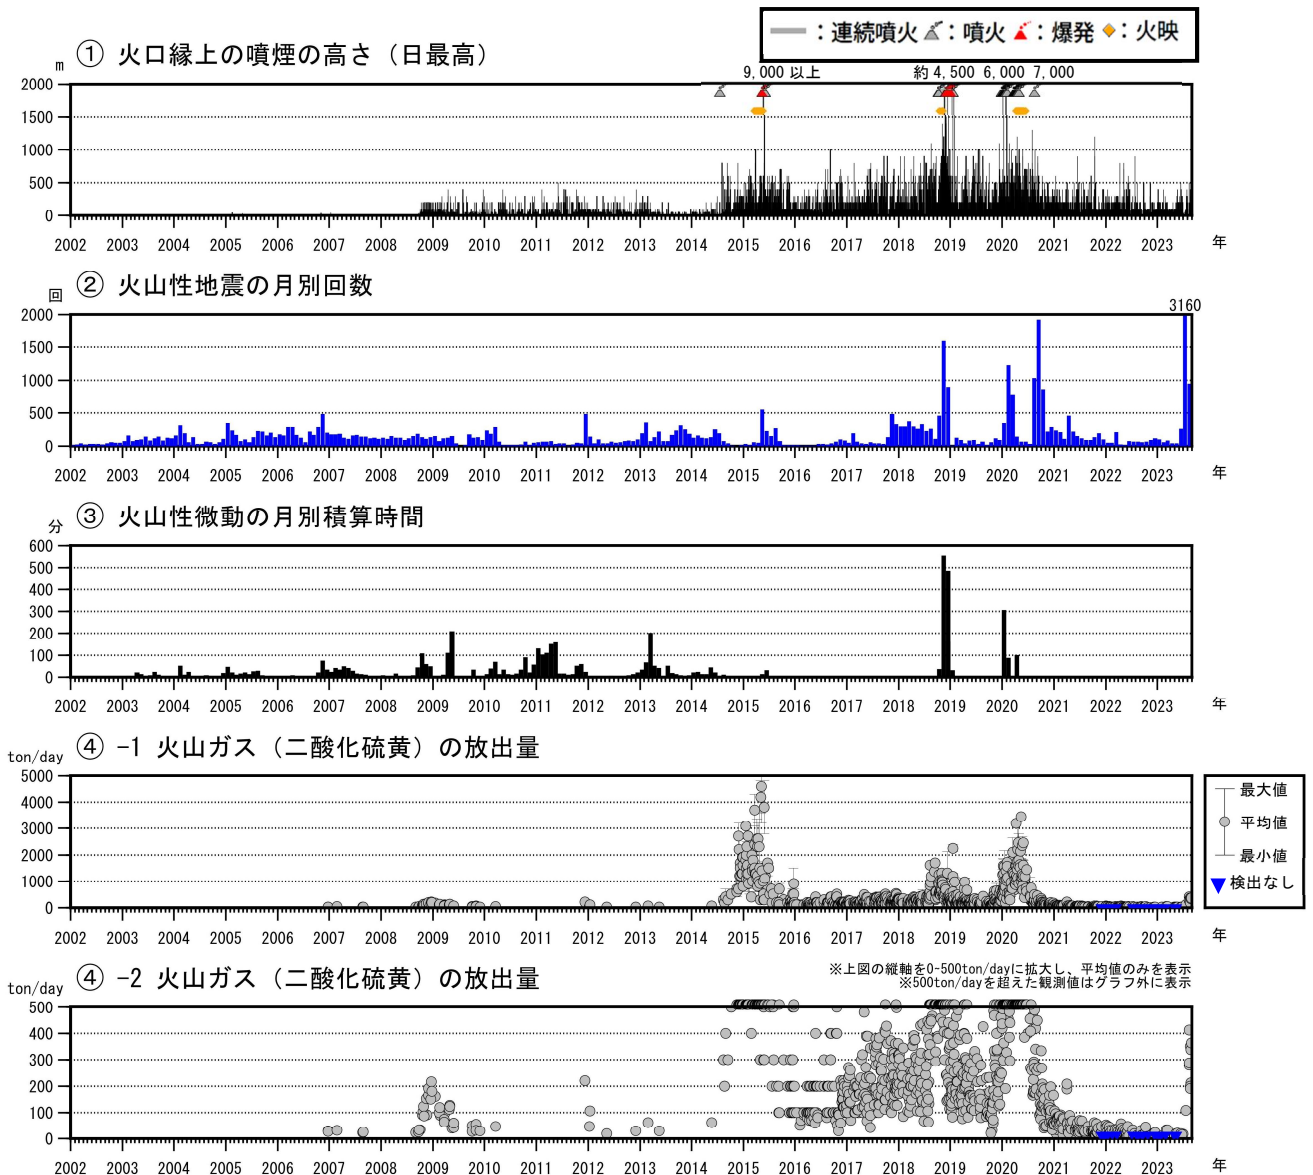 ：連続噴火 ：噴火 ：爆発 ：火映
① 火口縁上の噴煙の高さ（日最高）
m
9,000 以上 約 4,500 6,000 7,000
2000
1500
1000
500
0
2002 2003 2004 2005 2006 2007 2008 2009 2010 2011 2012 2013 2014 2015 2016 2017 2018 2019 2020 2021 2022 2023 年
② 火山性地震の月別回数
回
3160
2000
1500
1000
500
0
2002 2003 2004 2005 2006 2007 2008 2009 2010 2011 2012 2013 2014 2015 2016 2017 2018 2019 2020 2021 2022 2023 年
③ 火山性微動の月別積算時間
分
600
500
400
300
200
100
0
2002 2003 2004 2005 2006 2007 2008 2009 2010 2011 2012 2013 2014 2015 2016 2017 2018 2019 2020 2021 2022 2023 年
④ -1 火山ガス（二酸化硫黄）の放出量
ton/day
5000
4000
3000
2000
1000
0
2002 2003 2004 2005 2006 2007 2008 2009 2010 2011 2012 2013 2014 2015 2016 2017 2018 2019 2020 2021 2022 2023 年
最大値
平均値
最小値
検出なし
④ -2 火山ガス（二酸化硫黄）の放出量
※上図の縦軸を0-500ton/dayに拡大し、平均値のみを表示
※500ton/dayを超えた観測値はグラフ外に表示
ton/day
500
400
300
200
100
0
2002 2003 2004 2005 2006 2007 2008 2009 2010 2011 2012 2013 2014 2015 2016 2017 2018 2019 2020 2021 2022 2023 年